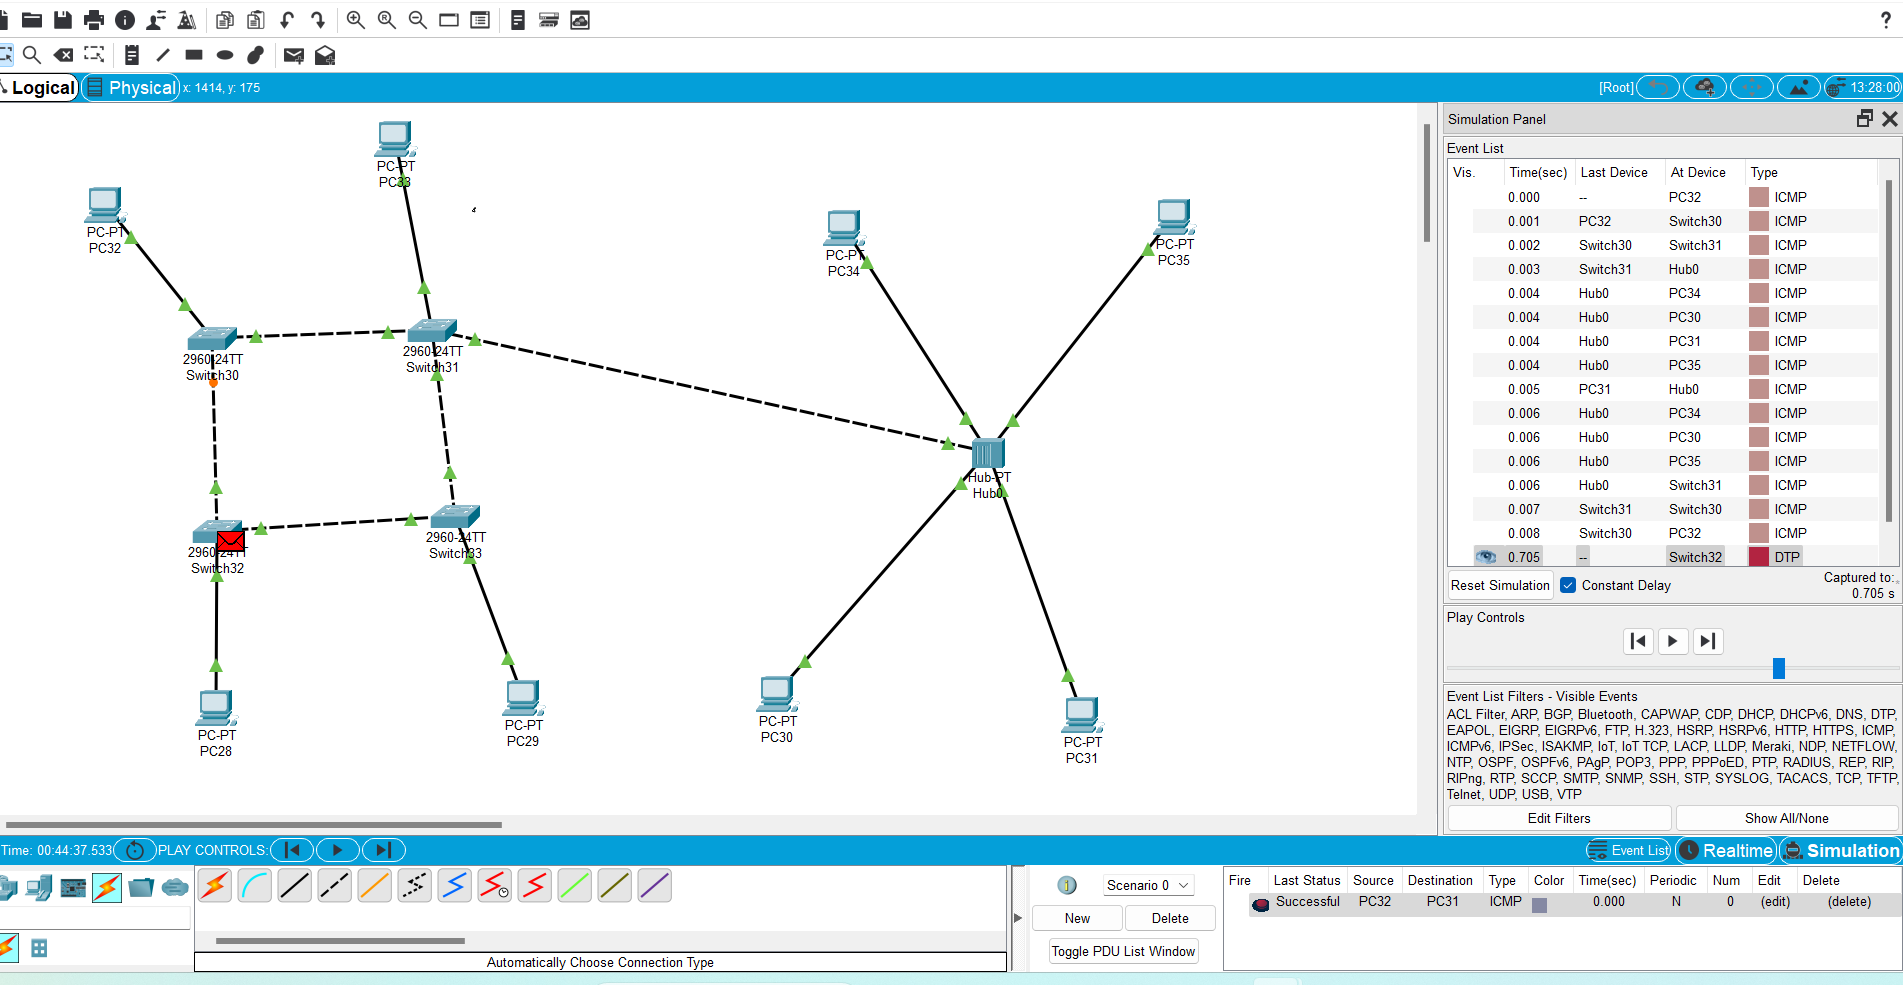 ?
Logical
Physical
x: 1414, y: 175
[Root]
13:28:00
PC-PT
PC33
PC-PT
PC32
PC-PT
PC34
PC-PT
PC35
2960-24TT
Switch30
2960-24TT
Switch31
Hub-PT
Hub0
2960-24TT
Switch32
2960-24TT
Switch33
PC-PT
PC28
PC-PT
PC29
PC-PT
PC30
PC-PT
PC31
Simulation Panel
Event List
Vis. Time(sec) Last Device At Device Type
0.000 -- PC32 ICMP
0.001 PC32 Switch30 ICMP
0.002 Switch30 Switch31 ICMP
0.003 Switch31 Hub0 ICMP
0.004 Hub0 PC34 ICMP
0.004 Hub0 PC30 ICMP
0.004 Hub0 PC31 ICMP
0.004 Hub0 PC35 ICMP
0.005 PC31 Hub0 ICMP
0.006 Hub0 PC34 ICMP
0.006 Hub0 PC30 ICMP
0.006 Hub0 PC35 ICMP
0.006 Hub0 Switch31 ICMP
0.007 Switch31 Switch30 ICMP
0.008 Switch30 PC32 ICMP
0.705 -- Switch32 DTP
Reset Simulation Constant Delay Captured to:
0.705 s
Play Controls
Event List Filters - Visible Events
ACL Filter, ARP, BGP, Bluetooth, CAPWAP, CDP, DHCP, DHCPv6, DNS, DTP,
EAPOL, EIGRP, EIGRPv6, FTP, H.323, HSRP, HSRPv6, HTTP, HTTPS, ICMP,
ICMPv6, IPSec, ISAKMP, IoT, IoT TCP, LACP, LLDP, Meraki, NDP, NETFLOW,
NTP, OSPF, OSPFv6, PAgP, POP3, PPP, PPPoED, PTP, RADIUS, REP, RIP,
RIPng, RTP, SCCP, SMTP, SNMP, SSH, STP, SYSLOG, TACACS, TCP, TFTP,
Telnet, UDP, USB, VTP
Edit Filters Show All/None
Time: 00:44:37.533 PLAY CONTROLS:
Event List Realtime Simulation
Automatically Choose Connection Type
Scenario 0
New Delete
Toggle PDU List Window
Fire Last Status Source Destination Type Color Time(sec) Periodic Num Edit Delete
Successful PC32 PC31 ICMP 0.000 N 0 (edit) (delete)